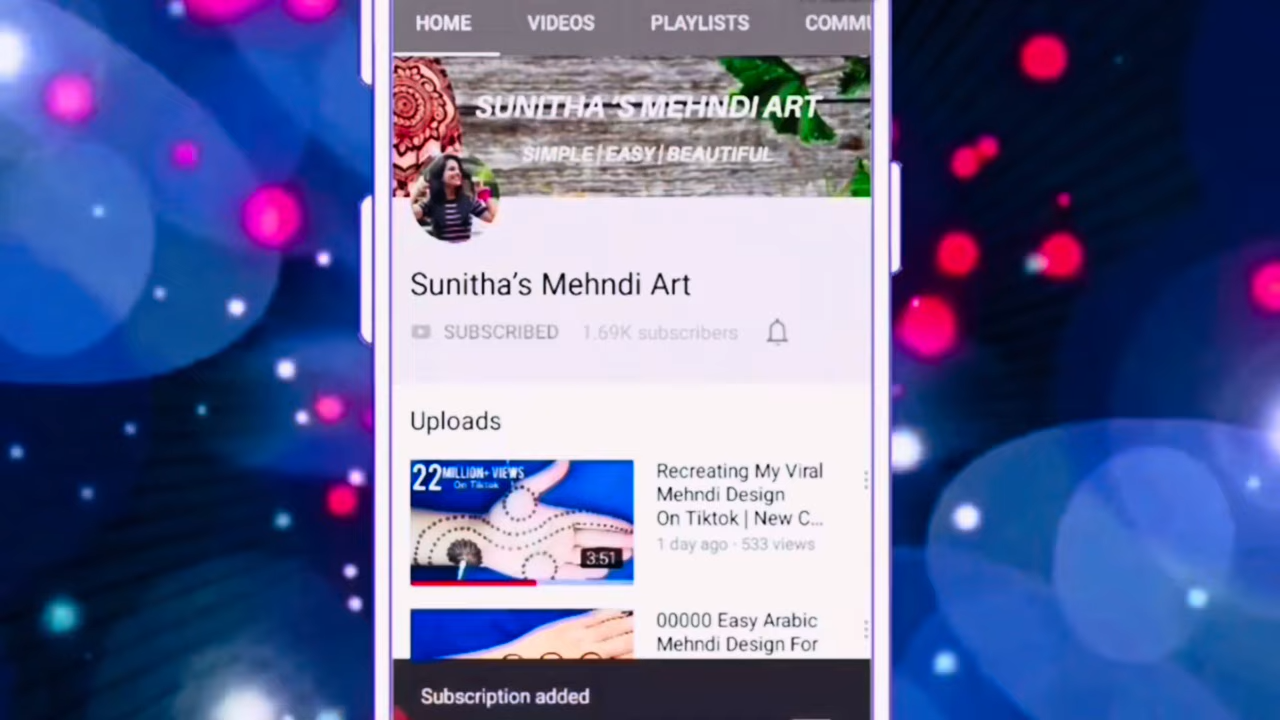 HOME VIDEOS PLAYLISTS COMMU
SUNITHA 'S MEHNDI ART
SIMPLE | EASY | BEAUTIFUL
Sunitha's Mehndi Art
SUBSCRIBED 1.69K subscribers
Uploads
22 MILLION+ VIEWS
On Tiktok
3:51
Recreating My Viral
Mehndi Design
On Tiktok | New C...
1 day ago · 533 views
00000 Easy Arabic
Mehndi Design For
Subscription added